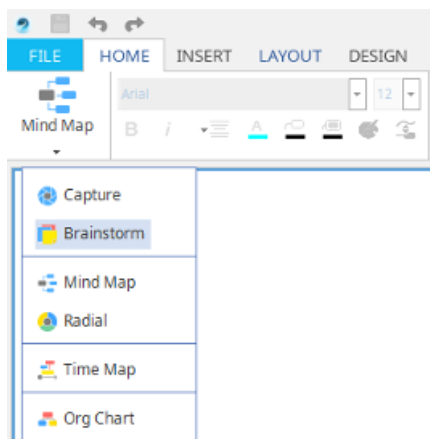 FILE HOME INSERT LAYOUT DESIGN
Arial 12
Mind Map
B i A
Capture
Brainstorm
Mind Map
Radial
Time Map
Org Chart